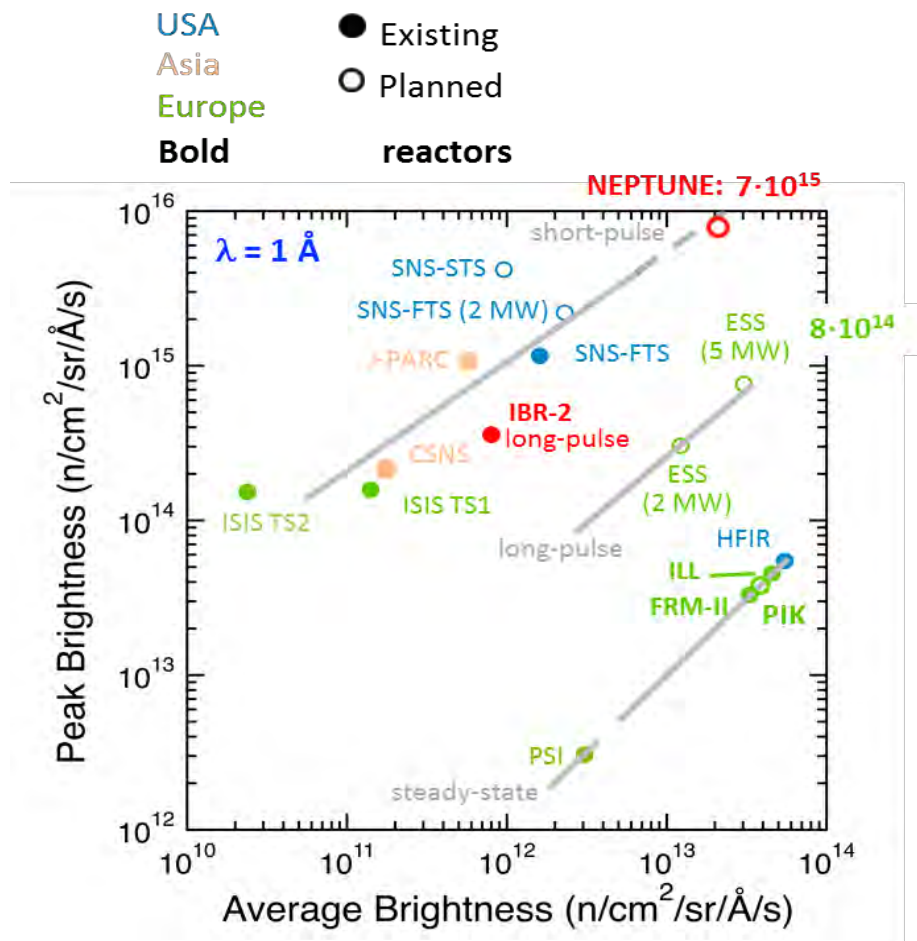 USA
Asia
Europe
Existing
Planned
Bold reactors
NEPTUNE: 7·10¹⁵
λ = 1 Å
short-pulse
SNS-STS
SNS-FTS (2 MW)
ESS
(5 MW)
8·10¹⁴
J-PARC
SNS-FTS
IBR-2
long-pulse
CSNS
ISIS TS2
ISIS TS1
ESS
(2 MW)
long-pulse
HFIR
ILL
FRM-II
PIK
PSI
steady-state
10¹⁶
10¹⁵
10¹⁴
10¹³
10¹²
Peak Brightness (n/cm²/sr/Å/s)
10¹⁰ 10¹¹ 10¹² 10¹³ 10¹⁴
Average Brightness (n/cm²/sr/Å/s)